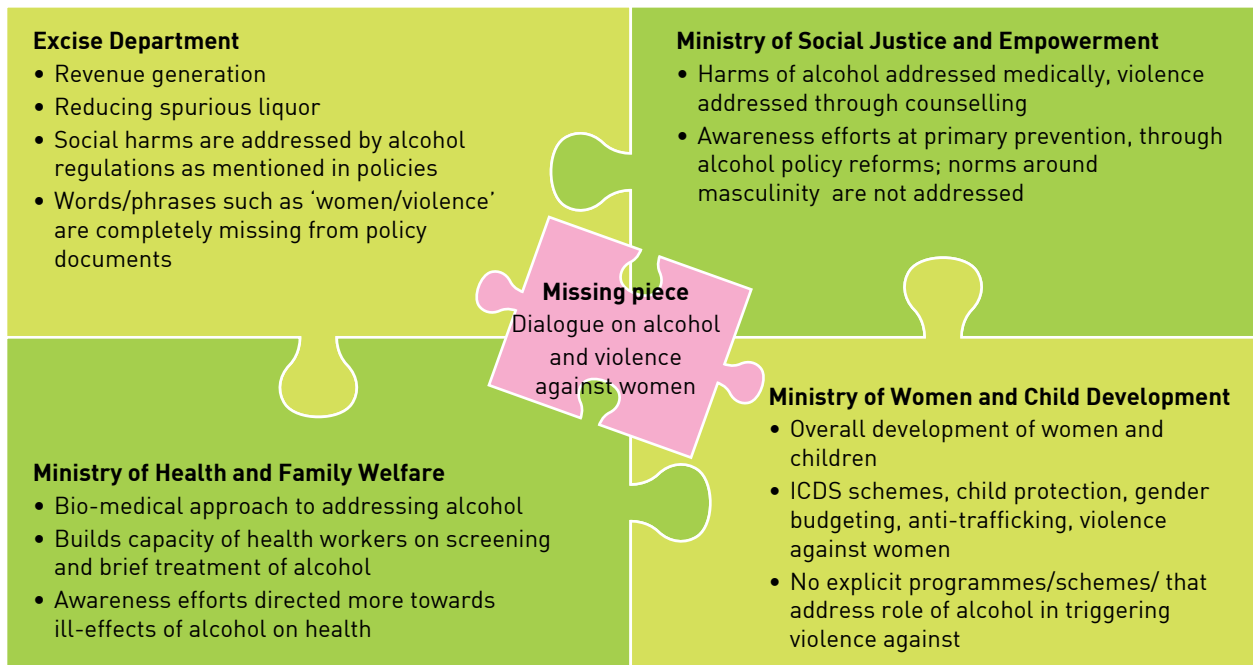 Excise Department
• Revenue generation
• Reducing spurious liquor
• Social harms are addressed by alcohol
regulations as mentioned in policies
• Words/phrases such as ‘women/violence’
are completely missing from policy
documents
Ministry of Social Justice and Empowerment
• Harms of alcohol addressed medically, violence
addressed through counselling
• Awareness efforts at primary prevention, through
alcohol policy reforms; norms around
masculinity are not addressed
Missing piece
Dialogue on alcohol
and violence
against women
Ministry of Health and Family Welfare
• Bio-medical approach to addressing alcohol
• Builds capacity of health workers on screening
and brief treatment of alcohol
• Awareness efforts directed more towards
ill-effects of alcohol on health
Ministry of Women and Child Development
• Overall development of women and
children
• ICDS schemes, child protection, gender
budgeting, anti-trafficking, violence
against women
• No explicit programmes/schemes/ that
address role of alcohol in triggering
violence against